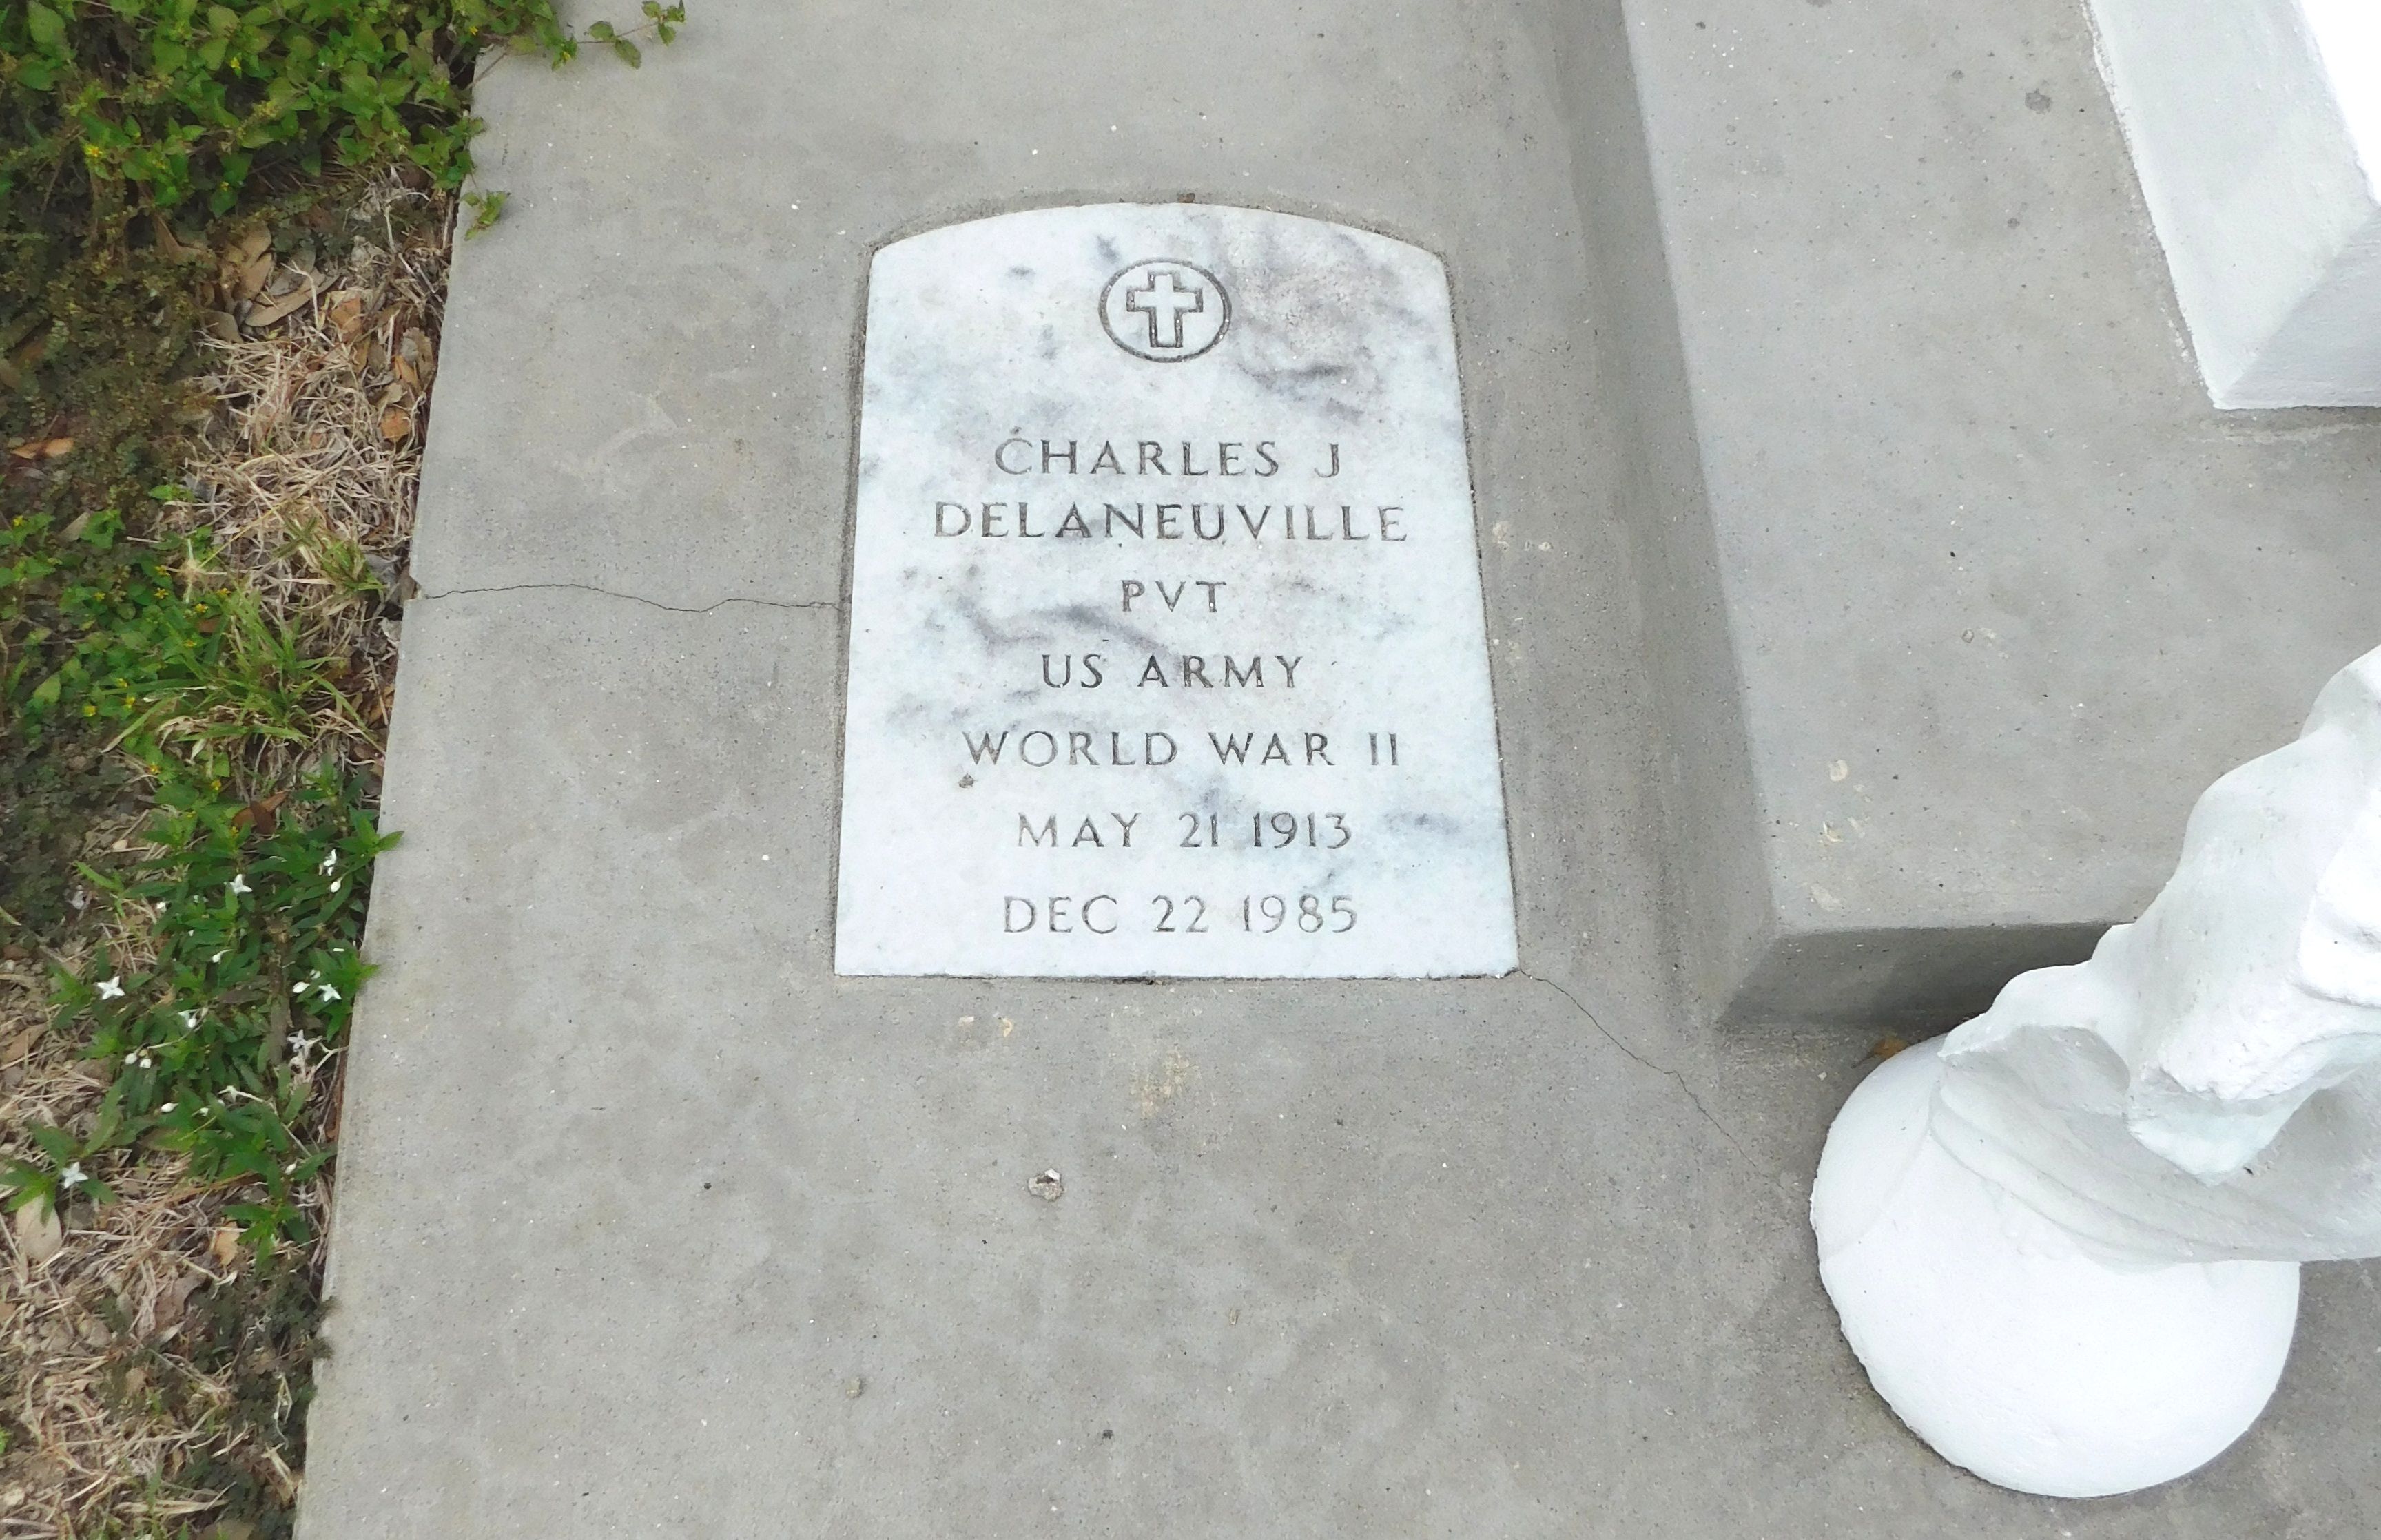 CHARLES J
DELANEUVILLE
PVT
US ARMY
WORLD WAR II
MAY 21 1913
DEC 22 1985